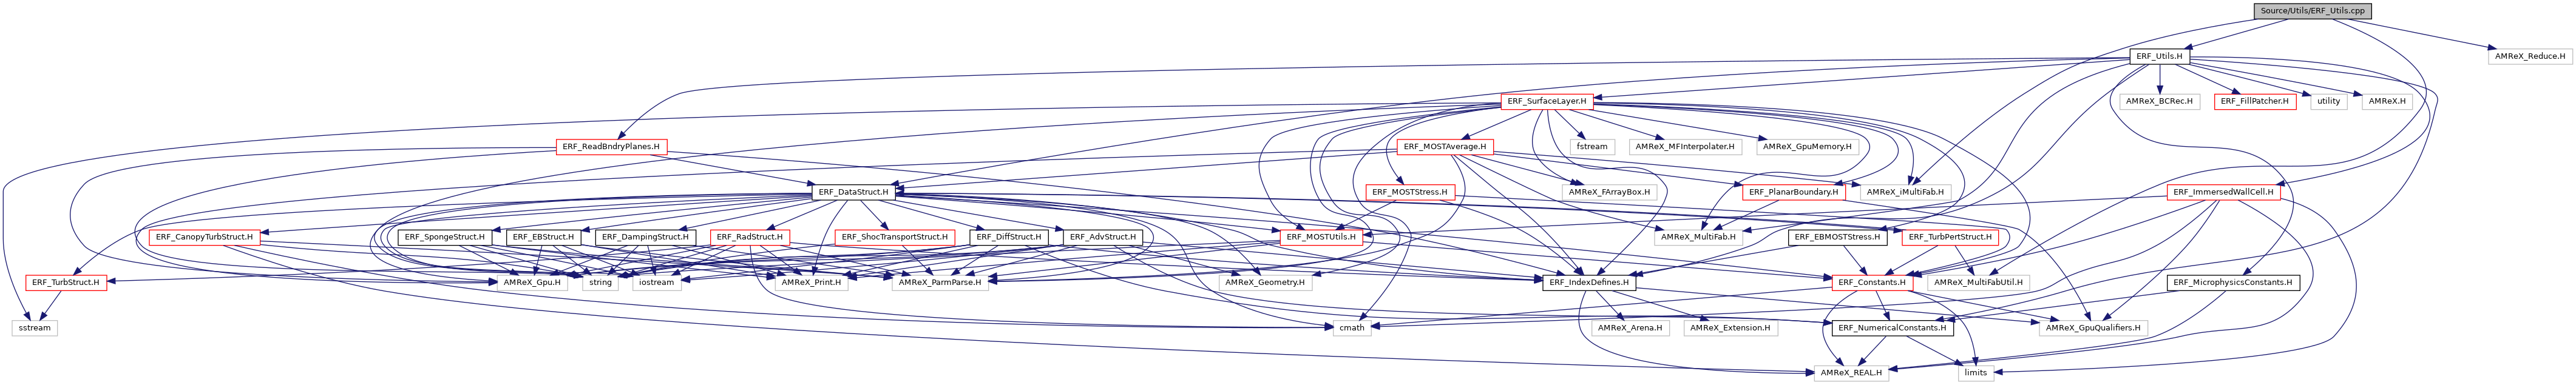 Source/Utils/ERF_Utils.cpp
ERF_Utils.H
AMReX_Reduce.H
ERF_SurfaceLayer.H
AMReX_BCRec.H
ERF_FillPatcher.H
utility
AMReX.H
ERF_ReadBndryPlanes.H
ERF_MOSTAverage.H
fstream
AMReX_MFInterpolater.H
AMReX_GpuMemory.H
ERF_DataStruct.H
ERF_MOSTStress.H
AMReX_FArrayBox.H
ERF_PlanarBoundary.H
AMReX_iMultiFab.H
ERF_ImmersedWallCell.H
ERF_CanopyTurbStruct.H
ERF_SpongeStruct.H
ERF_EBStruct.H
ERF_DampingStruct.H
ERF_RadStruct.H
ERF_ShocTransportStruct.H
ERF_DiffStruct.H
ERF_AdvStruct.H
ERF_MOSTUtils.H
AMReX_MultiFab.H
ERF_EBMOSTStress.H
ERF_TurbPertStruct.H
ERF_TurbStruct.H
AMReX_Gpu.H
string
iostream
AMReX_Print.H
AMReX_ParmParse.H
AMReX_Geometry.H
ERF_IndexDefines.H
ERF_Constants.H
AMReX_MultiFabUtil.H
ERF_MicrophysicsConstants.H
sstream
cmath
AMReX_Arena.H
AMReX_Extension.H
ERF_NumericalConstants.H
AMReX_GpuQualifiers.H
AMReX_REAL.H
limits